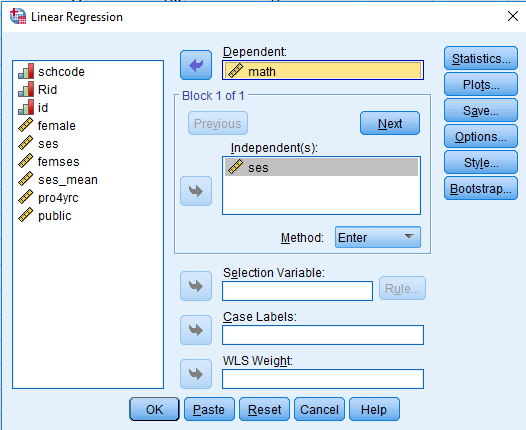 Linear Regression
schcode
Rid
id
female
ses
femses
ses_mean
pro4yrc
public
Dependent:
math
Block 1 of 1
Previous
Next
Independent(s):
ses
Method:
Enter
Selection Variable:
Rule...
Case Labels:
WLS Weight:
Statistics...
Plots...
Save...
Options...
Style...
Bootstrap...
OK
Paste
Reset
Cancel
Help